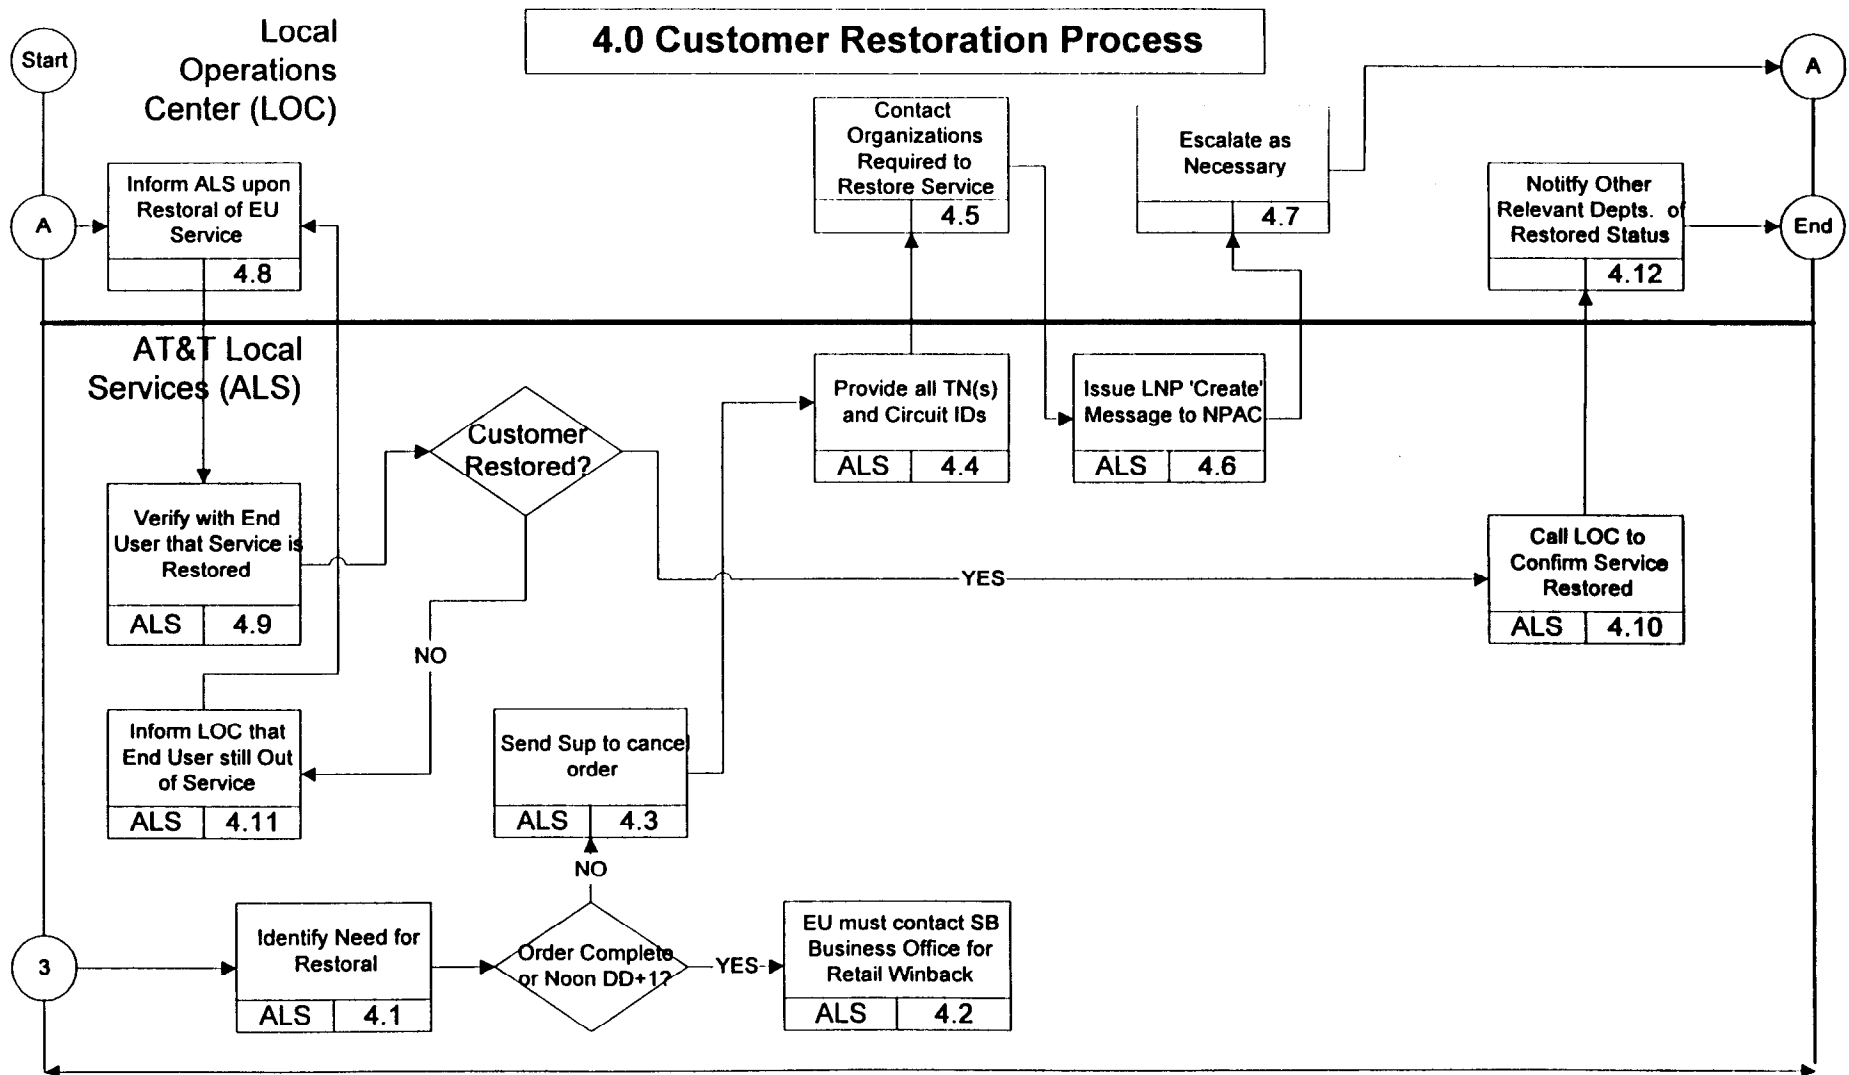 4.0 Customer Restoration Process
Start
Local
Operations
Center (LOC)
A
Contact
Organizations
Required to
Restore Service
4.5
Escalate as
Necessary
4.7
Inform ALS upon
Restoral of EU
Service
4.8
A
Notitfy Other
Relevant Depts. of
Restored Status
4.12
End
AT&T Local
Services (ALS)
Provide all TN(s)
and Circuit IDs
ALS 4.4
Issue LNP 'Create'
Message to NPAC
ALS 4.6
Customer
Restored?
Verify with End
User that Service is
Restored
ALS 4.9
YES
Call LOC to
Confirm Service
Restored
ALS 4.10
NO
Inform LOC that
End User still Out
of Service
ALS 4.11
Send Sup to cancel
order
ALS 4.3
NO
3
Identify Need for
Restoral
ALS 4.1
Order Complete
or Noon DD+1?
YES
EU must contact SB
Business Office for
Retail Winback
ALS 4.2